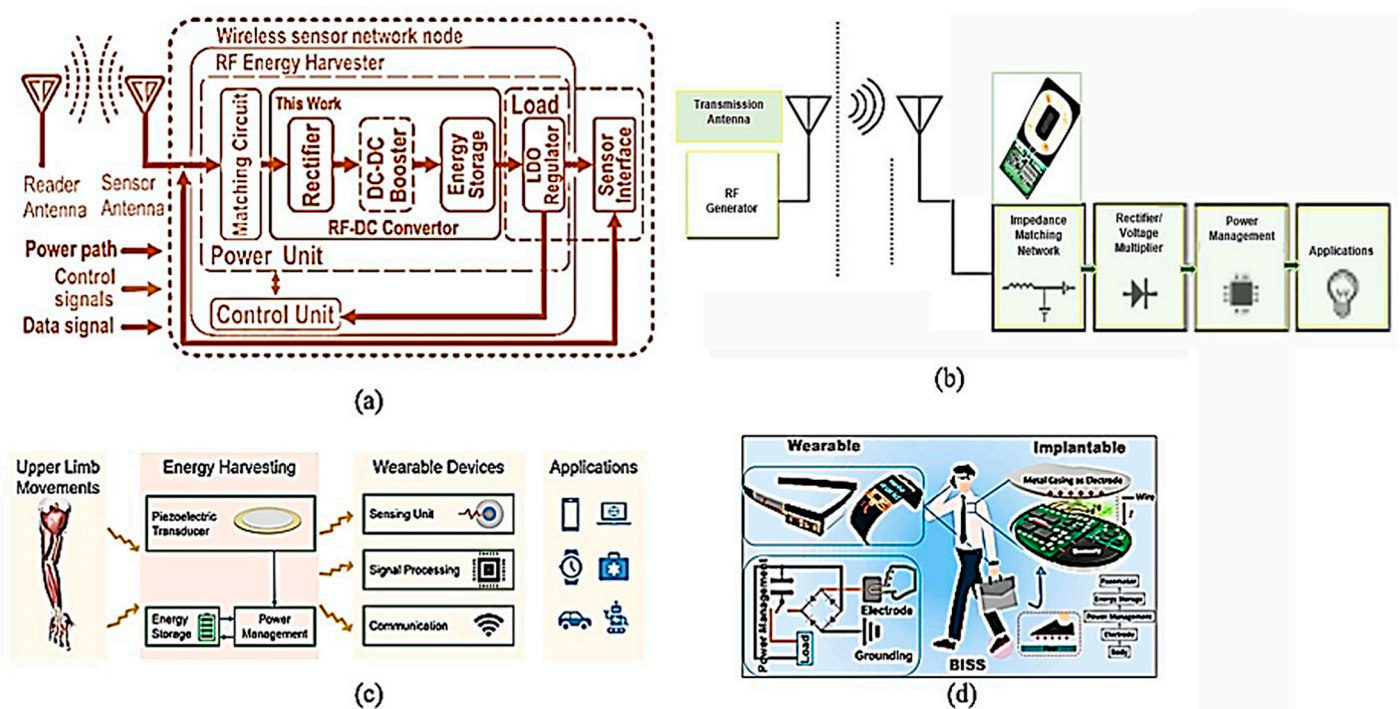 Wireless sensor network node
RF Energy Harvester
This Work
Load
Matching Circuit
Rectifier
DC-DC
Booster
Energy
Storage
LDO
Regulator
Sensor
Interface
RF-DC Convertor
Power Unit
Control Unit
Reader
Antenna
Sensor
Antenna
Power path
Control
signals
Data signal
(a)
Transmission
Antenna
RF
Generator
Impedance
Matching
Network
Rectifier/
Voltage
Multiplier
Power
Management
Applications
(b)
Upper Limb
Movements
Energy Harvesting
Piezoelectric
Transducer
Energy
Storage
Power
Management
Wearable Devices
Sensing Unit
Signal Processing
Communication
Applications
(c)
Wearable
Implantable
Metal Casing as Electrode
Wire
Power Management
Load
Electrode
Grounding
BISS
Pacemaker
Energy Storage
Power Management
Electrode
Body
(d)